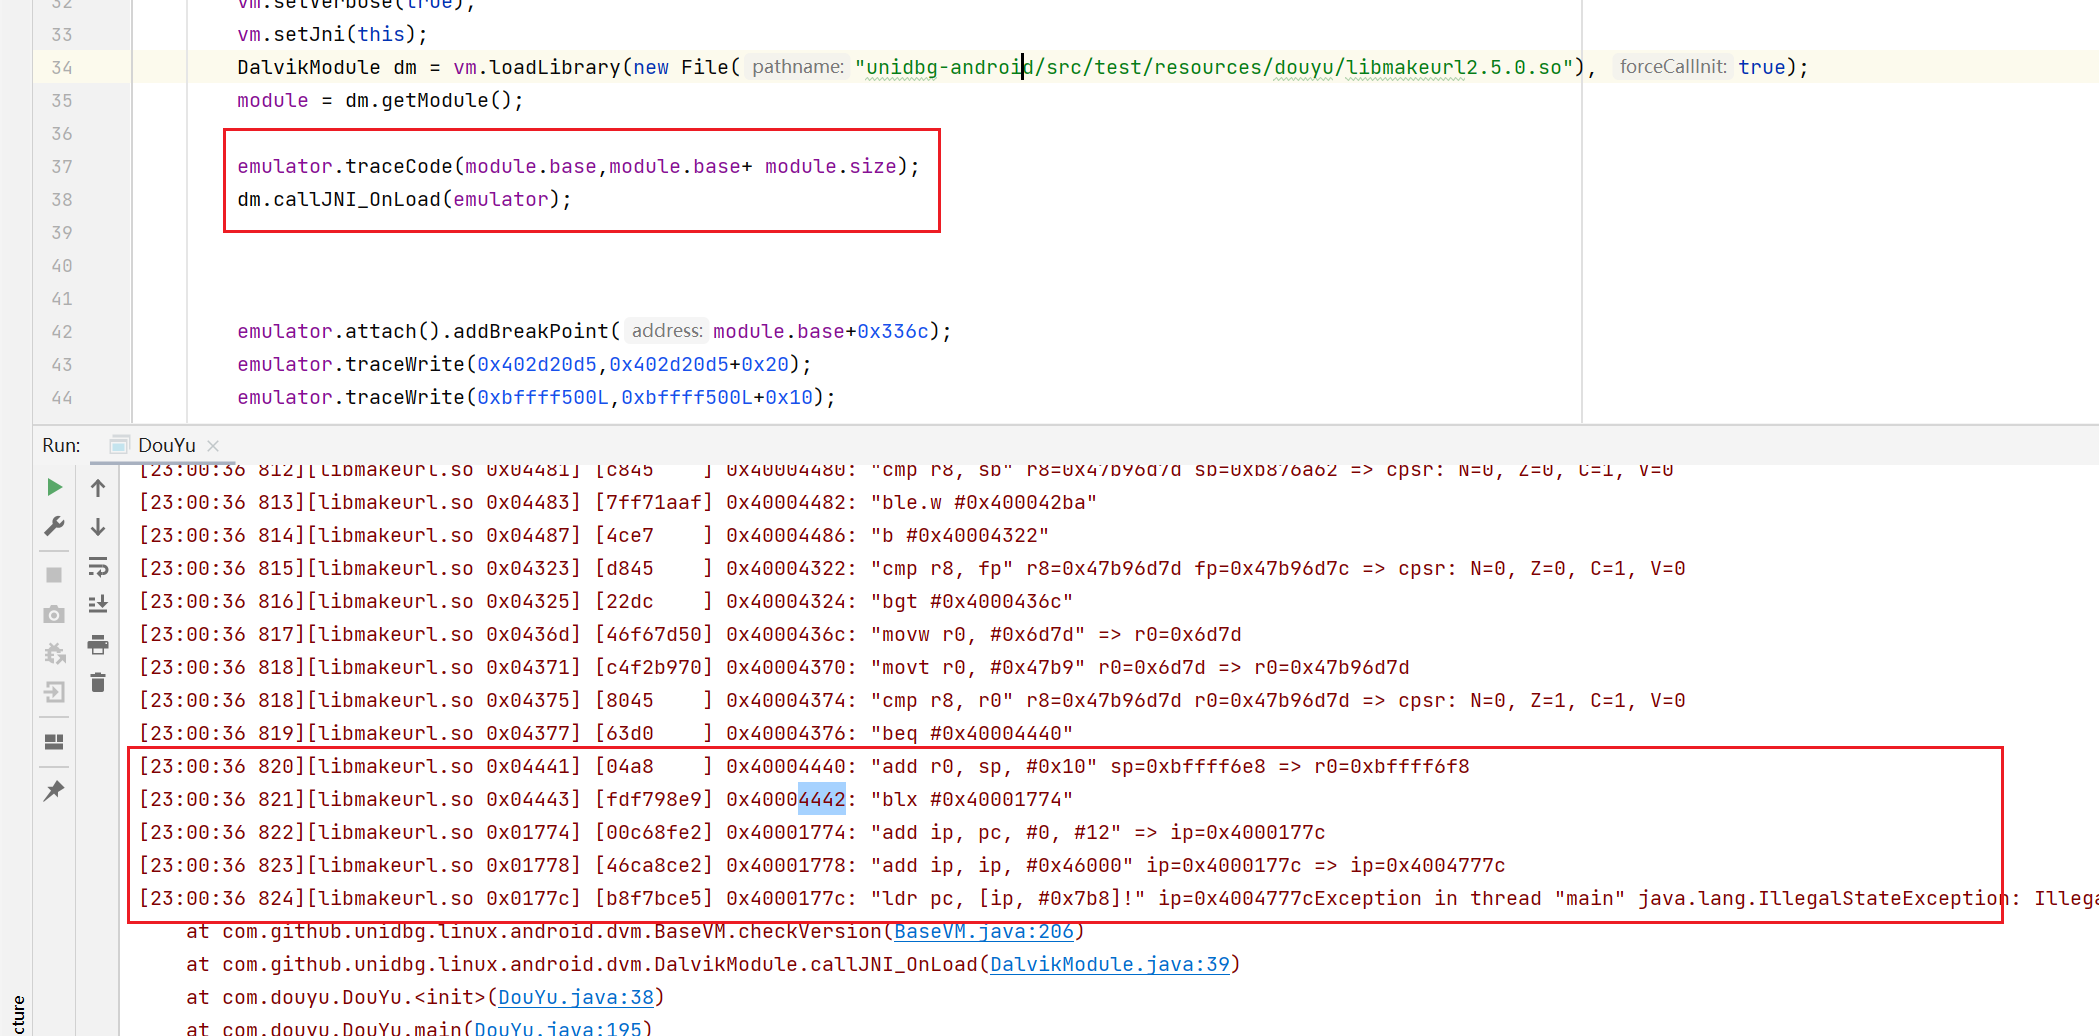 32 vm.setVerbose(true);
33 vm.setJni(this);
34 DalvikModule dm = vm.loadLibrary(new File( pathname: "unidbg-android/src/test/resources/douyu/libmakeurl2.5.0.so"), forceCallInit: true);
35 module = dm.getModule();
36
37 emulator.traceCode(module.base,module.base+ module.size);
38 dm.callJNI_OnLoad(emulator);
39
40
41
42 emulator.attach().addBreakPoint( address: module.base+0x336c);
43 emulator.traceWrite(0x402d20d5,0x402d20d5+0x20);
44 emulator.traceWrite(0xbffff500L,0xbffff500L+0x10);
Run: DouYu
[23:00:36 812][libmakeurl.so 0x04481] [c845    ] 0x40004480: "cmp r8, sb" r8=0x47b96d7d sb=0xb876a62 => cpsr: N=0, Z=0, C=1, V=0
[23:00:36 813][libmakeurl.so 0x04483] [7ff71aaf] 0x40004482: "ble.w #0x400042ba"
[23:00:36 814][libmakeurl.so 0x04487] [4ce7    ] 0x40004486: "b #0x40004322"
[23:00:36 815][libmakeurl.so 0x04323] [d845    ] 0x40004322: "cmp r8, fp" r8=0x47b96d7d fp=0x47b96d7c => cpsr: N=0, Z=0, C=1, V=0
[23:00:36 816][libmakeurl.so 0x04325] [22dc    ] 0x40004324: "bgt #0x4000436c"
[23:00:36 817][libmakeurl.so 0x0436d] [46f67d50] 0x4000436c: "movw r0, #0x6d7d" => r0=0x6d7d
[23:00:36 818][libmakeurl.so 0x04371] [c4f2b970] 0x40004370: "movt r0, #0x47b9" r0=0x6d7d => r0=0x47b96d7d
[23:00:36 818][libmakeurl.so 0x04375] [8045    ] 0x40004374: "cmp r8, r0" r8=0x47b96d7d r0=0x47b96d7d => cpsr: N=0, Z=1, C=1, V=0
[23:00:36 819][libmakeurl.so 0x04377] [63d0    ] 0x40004376: "beq #0x40004440"
[23:00:36 820][libmakeurl.so 0x04441] [04a8    ] 0x40004440: "add r0, sp, #0x10" sp=0xbffff6e8 => r0=0xbffff6f8
[23:00:36 821][libmakeurl.so 0x04443] [fdf798e9] 0x40004442: "blx #0x40001774"
[23:00:36 822][libmakeurl.so 0x01774] [00c68fe2] 0x40001774: "add ip, pc, #0, #12" => ip=0x4000177c
[23:00:36 823][libmakeurl.so 0x01778] [46ca8ce2] 0x40001778: "add ip, ip, #0x46000" ip=0x4000177c => ip=0x4004777c
[23:00:36 824][libmakeurl.so 0x0177c] [b8f7bce5] 0x4000177c: "ldr pc, [ip, #0x7b8]!" ip=0x4004777cException in thread "main" java.lang.IllegalStateException: Illega
at com.github.unidbg.linux.android.dvm.BaseVM.checkVersion(BaseVM.java:206)
at com.github.unidbg.linux.android.dvm.DalvikModule.callJNI_OnLoad(DalvikModule.java:39)
at com.douyu.DouYu.<init>(DouYu.java:38)
at com.douyu.DouYu.main(DouYu.java:195)
cture